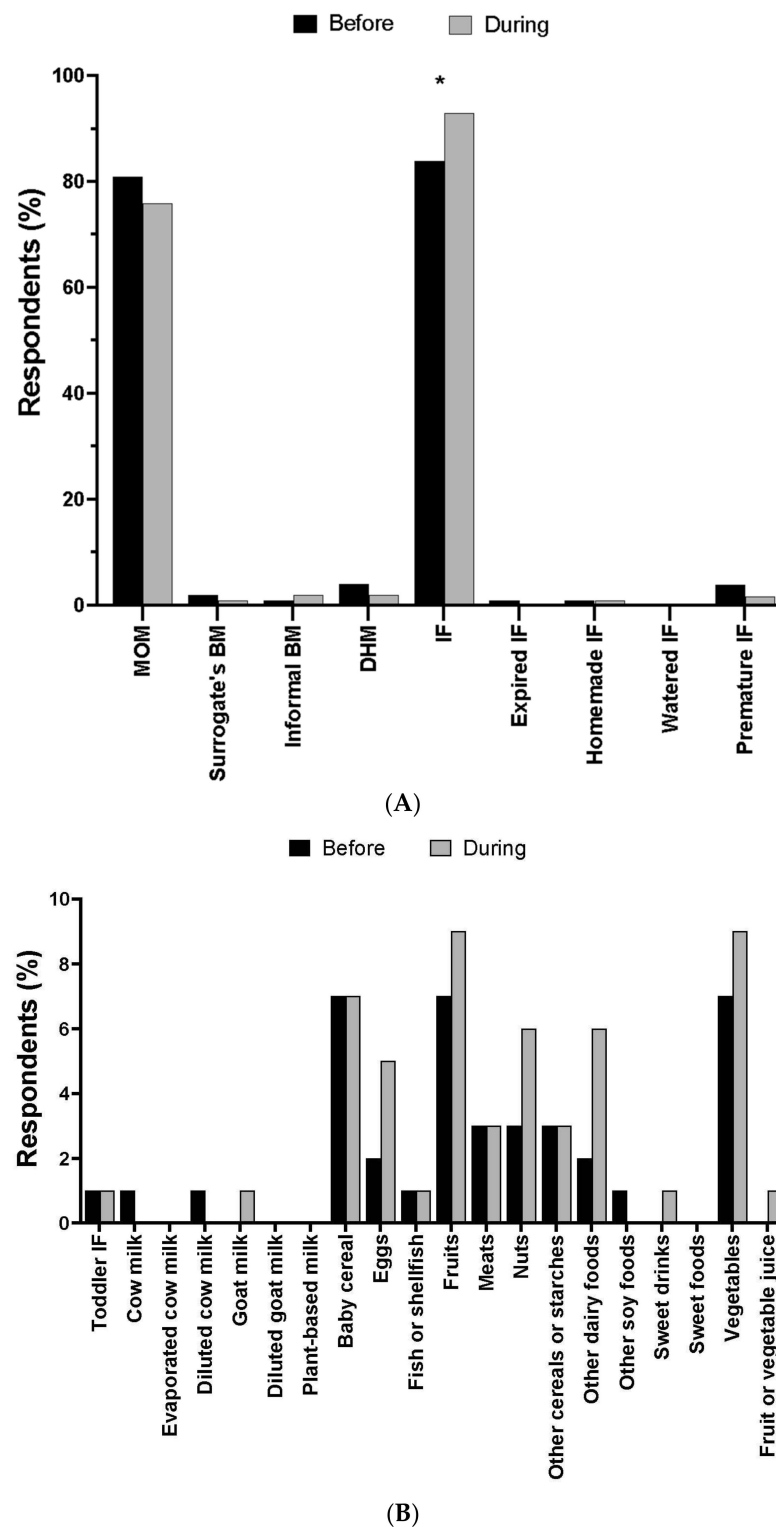 Before During
*
100
80
60
40
20
0
Respondents (%)
MOM
Surrogate's BM
Informal BM
DHM
IF
Expired IF
Homemade IF
Watered IF
Premature IF
(A)
Before During
10
8
6
4
2
0
Respondents (%)
Toddler IF
Cow milk
Evaporated cow milk
Diluted cow milk
Goat milk
Diluted goat milk
Plant-based milk
Baby cereal
Eggs
Fish or shellfish
Fruits
Meats
Nuts
Other cereals or starches
Other dairy foods
Other soy foods
Sweet drinks
Sweet foods
Vegetables
Fruit or vegetable juice
(B)